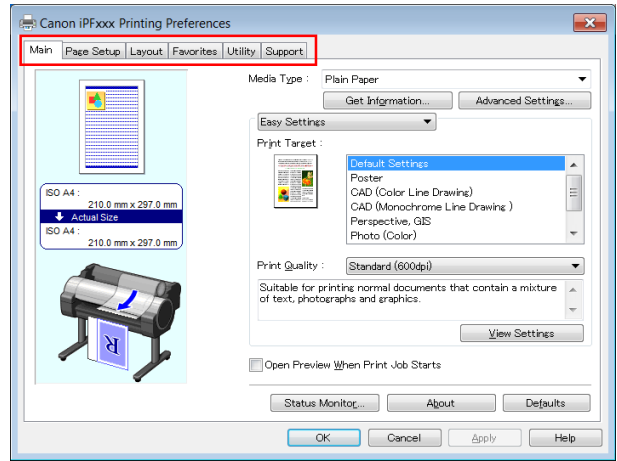 Canon iPFxxx Printing Preferences
Main Page Setup Layout Favorites Utility Support
Media Type : Plain Paper
Get Information... Advanced Settings...
Easy Settings
Print Target :
Default Settings
Poster
CAD (Color Line Drawing)
CAD (Monochrome Line Drawing )
Perspective, GIS
Photo (Color)
ISO A4 :
210.0 mm x 297.0 mm
Actual Size
ISO A4 :
210.0 mm x 297.0 mm
Print Quality : Standard (600dpi)
Suitable for printing normal documents that contain a mixture
of text, photographs and graphics.
View Settings
R
Open Preview When Print Job Starts
Status Monitor... About Defaults
OK Cancel Apply Help